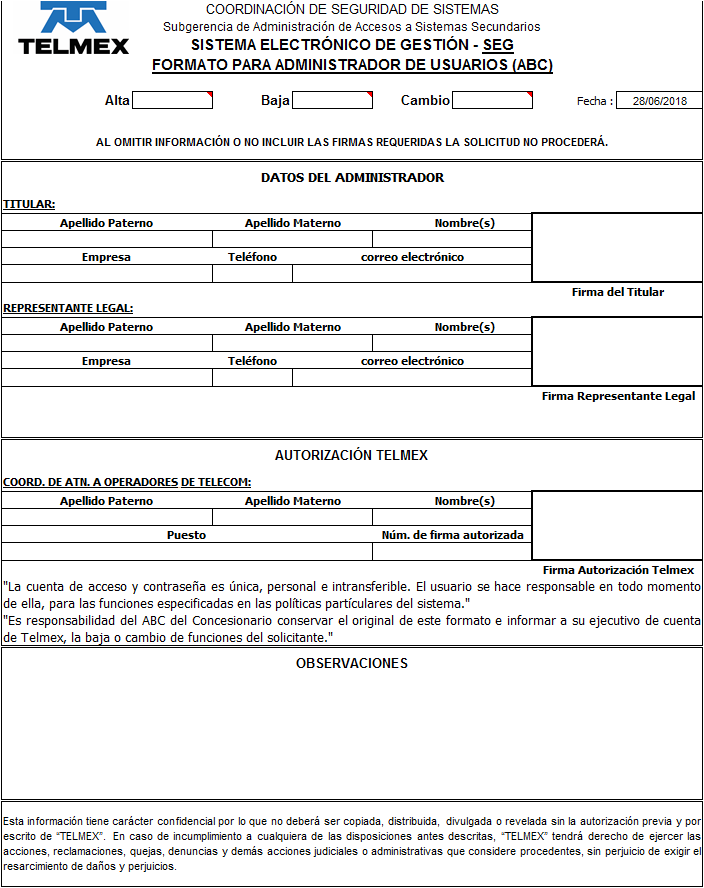 COORDINACIÓN DE SEGURIDAD DE SISTEMAS
TELMEX
Subgerencia de Administración de Accesos a Sistemas Secundarios
SISTEMA ELECTRÓNICO DE GESTIÓN - SEG
FORMATO PARA ADMINISTRADOR DE USUARIOS (ABC)
Alta Baja Cambio Fecha : 28/06/2018
AL OMITIR INFORMACIÓN O NO INCLUIR LAS FIRMAS REQUERIDAS LA SOLICITUD NO PROCEDERÁ.
DATOS DEL ADMINISTRADOR
TITULAR:
Apellido Paterno Apellido Materno Nombre(s)
Empresa Teléfono correo electrónico
Firma del Titular
REPRESENTANTE LEGAL:
Apellido Paterno Apellido Materno Nombre(s)
Empresa Teléfono correo electrónico
Firma Representante Legal
AUTORIZACIÓN TELMEX
COORD. DE ATN. A OPERADORES DE TELECOM:
Apellido Paterno Apellido Materno Nombre(s)
Puesto Núm. de firma autorizada
Firma Autorización Telmex
"La cuenta de acceso y contraseña es única, personal e intransferible. El usuario se hace responsable en todo momento
de ella, para las funciones especificadas en las políticas partículares del sistema."
"Es responsabilidad del ABC del Concesionario conservar el original de este formato e informar a su ejecutivo de cuenta
de Telmex, la baja o cambio de funciones del solicitante."
OBSERVACIONES
Esta información tiene carácter confidencial por lo que no deberá ser copiada, distribuida, divulgada o revelada sin la autorización previa y por
escrito de “TELMEX”. En caso de incumplimiento a cualquiera de las disposiciones antes descritas, “TELMEX” tendrá derecho de ejercer las
acciones, reclamaciones, quejas, denuncias y demás acciones judiciales o administrativas que considere procedentes, sin perjuicio de exigir el
resarcimiento de daños y perjuicios.